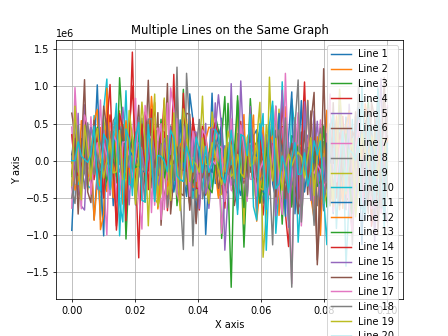 Multiple Lines on the Same Graph
1e6
1.5
1.0
0.5
0.0
−0.5
−1.0
−1.5
Y axis
0.00
0.02
0.04
0.06
X axis
Line 1
Line 2
Line 3
Line 4
Line 5
Line 6
Line 7
Line 8
Line 9
Line 10
Line 11
Line 12
Line 13
Line 14
Line 15
Line 16
Line 17
Line 18
Line 19
Line 20